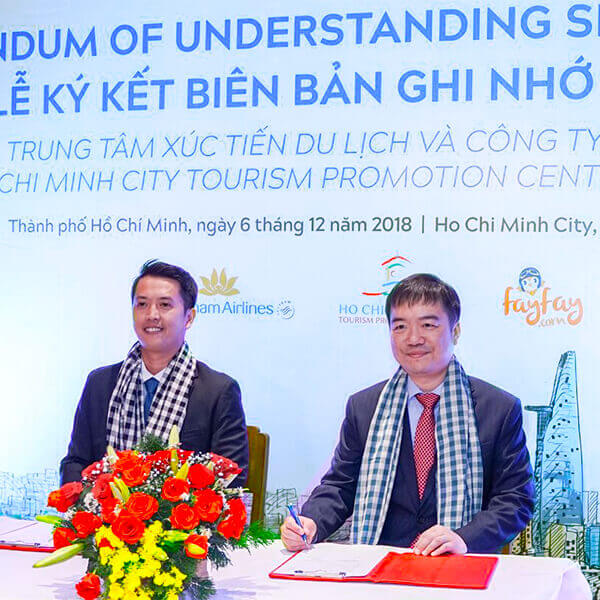 NDUM OF UNDERSTANDING S
LỄ KÝ KẾT BIÊN BẢN GHI NHỚ
TRUNG TÂM XÚC TIẾN DU LỊCH VÀ CÔNG TY
CHI MINH CITY TOURISM PROMOTION CENT
Thành phố Hồ Chí Minh, ngày 6 tháng 12 năm 2018 | Ho Chi Minh City,
nam Airlines
HO CHI
TOURISM PR
fayfay
.com